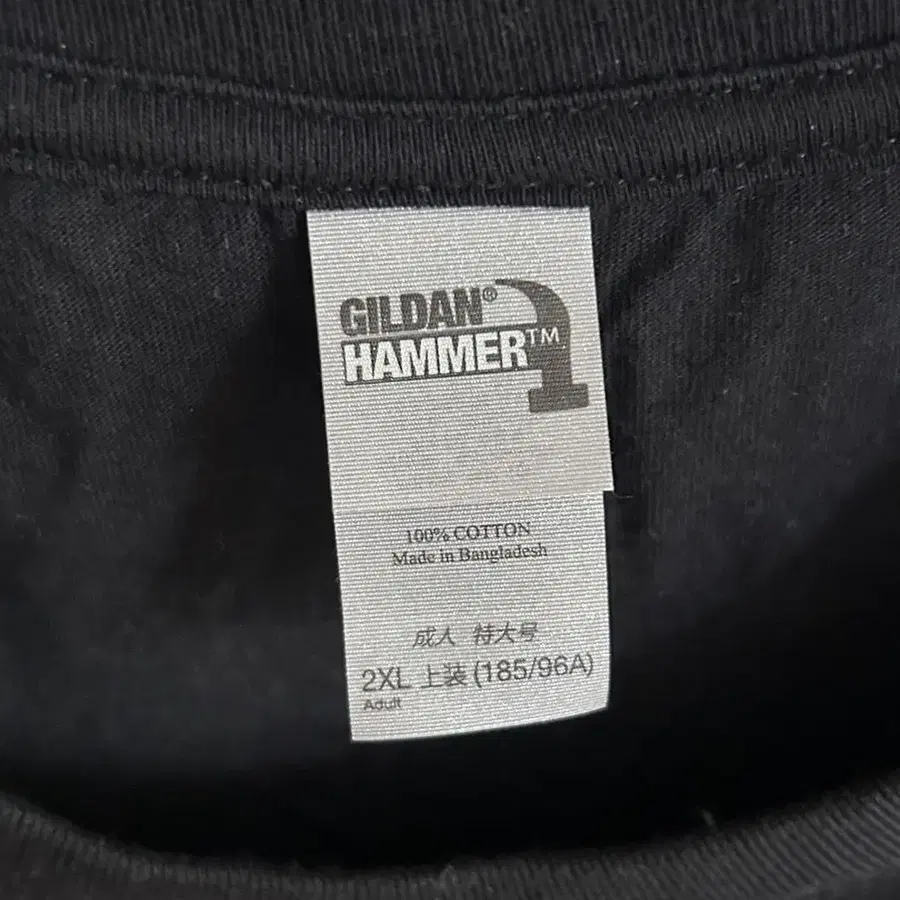 GILDAN®
HAMMER™
100% COTTON
Made in Bangladesh
成人 特大号
2XL 上装 (185/96A)
Adult